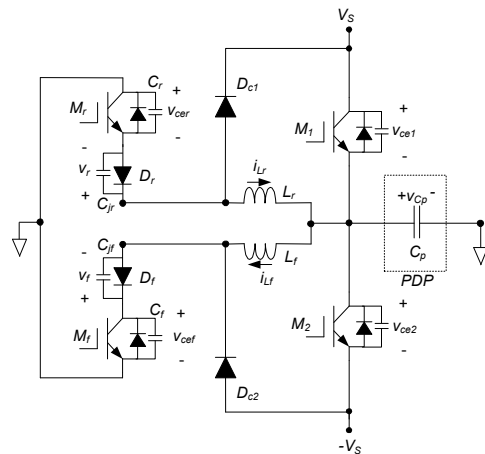 V_S
C_r
+
M_r
v_cer
-
D_c1
+
M_1
v_ce1
-
-
v_r
D_r
+
C_jr
i_Lr
L_r
+v_Cp-
C_p
PDP
C_jf
-
v_f
D_f
+
i_Lf
L_f
C_f
+
M_f
v_cef
-
+
M_2
v_ce2
-
D_c2
-V_S